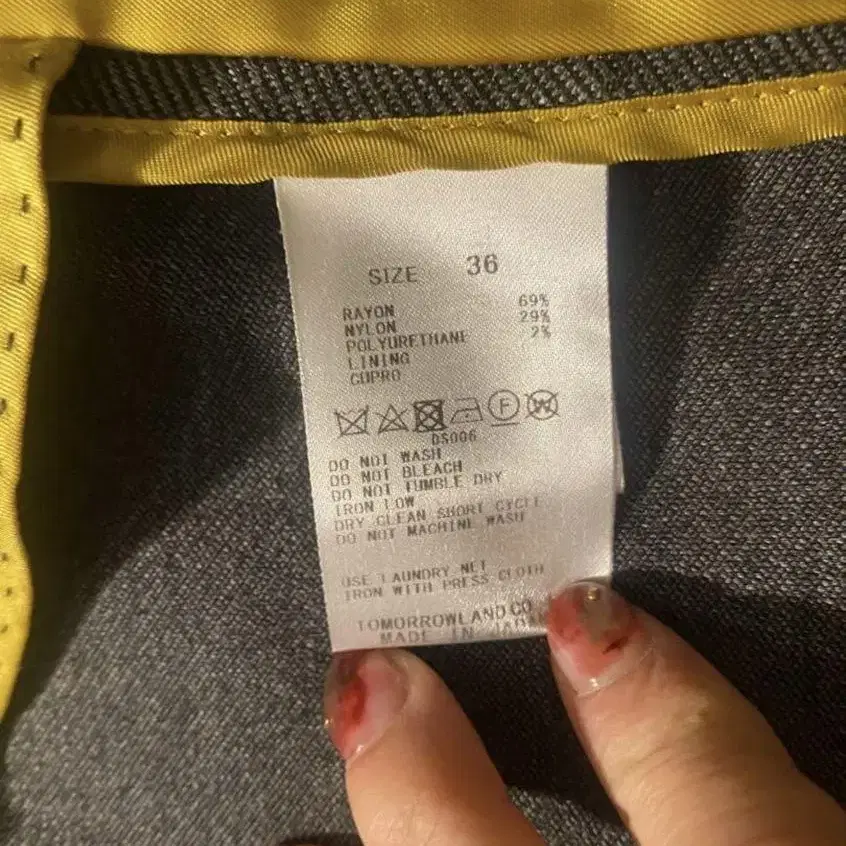 SIZE 36
RAYON 69%
NYLON 29%
POLYURETHANE 2%
LINING
CUPRO
F W
DS006
DO NOT WASH
DO NOT BLEACH
DO NOT TUMBLE DRY
IRON LOW
DRY CLEAN SHORT CYCLE
DO NOT MACHINE WASH
USE LAUNDRY NET
IRON WITH PRESS CLOTH
TOMORROWLAND CO
MADE IN JAPAN